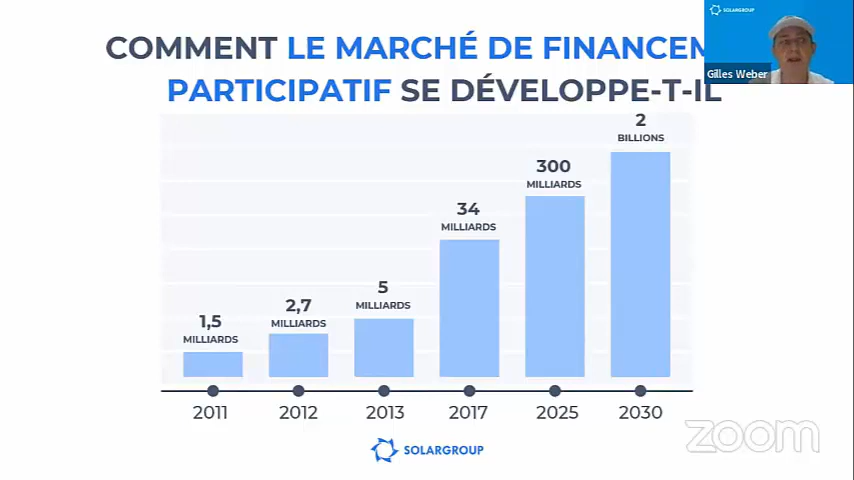 SOLARGROUP
Gilles Weber
COMMENT LE MARCHÉ DE FINANCEM
PARTICIPATIF SE DÉVELOPPE-T-IL
2
BILLIONS
300
MILLIARDS
34
MILLIARDS
5
MILLIARDS
2,7
MILLIARDS
1,5
MILLIARDS
2011 2012 2013 2017 2025 2030
SOLARGROUP
zoom